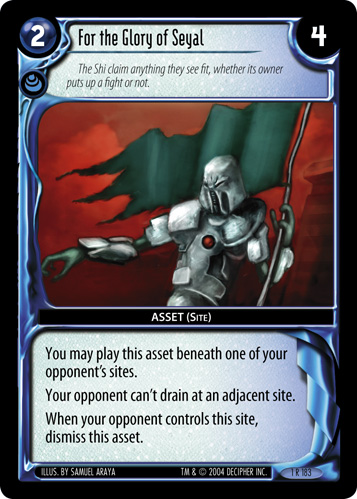 2
For the Glory of Seyal
4
The Shi claim anything they see fit, whether its owner
puts up a fight or not.
ASSET (SITE)
You may play this asset beneath one of your
opponent's sites.
Your opponent can't drain at an adjacent site.
When your opponent controls this site,
dismiss this asset.
ILLUS. BY SAMUEL ARAYA
TM & © 2004 DECIPHER INC.
1 R 183